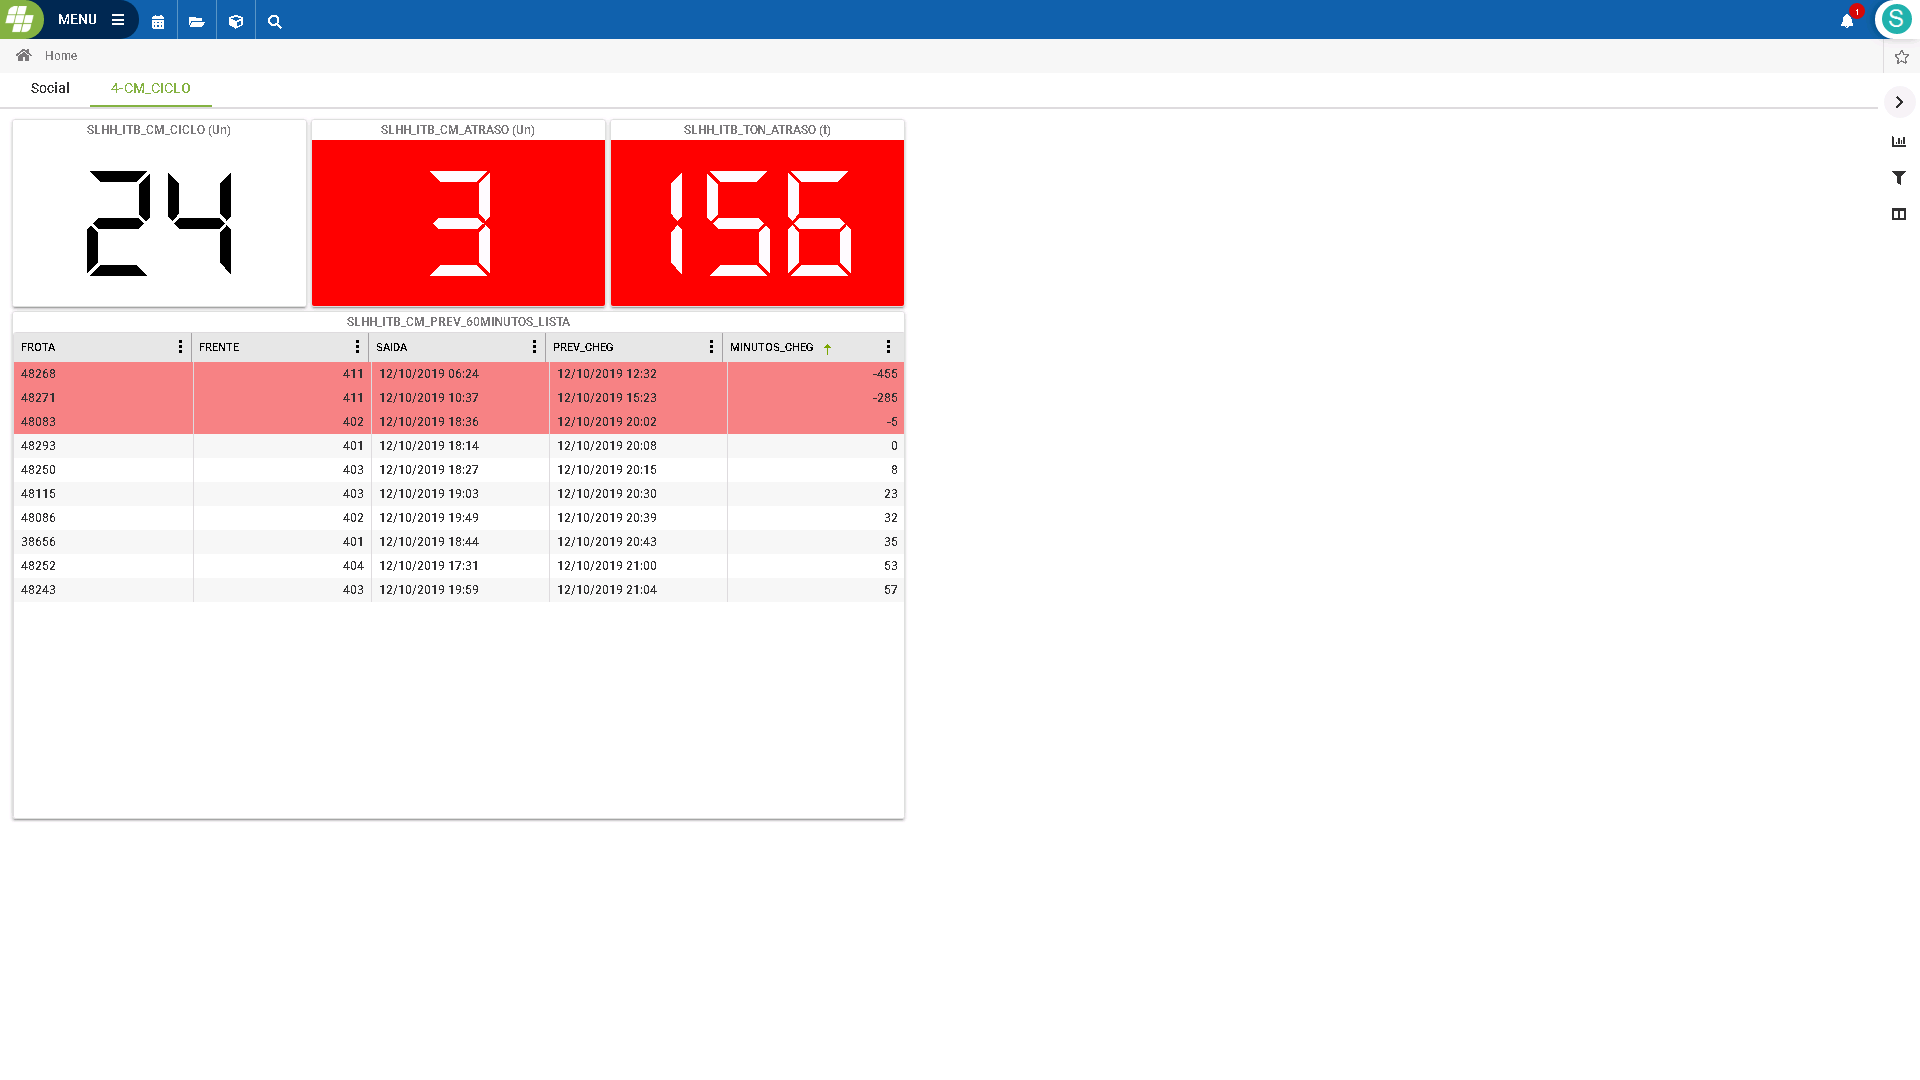 MENU
1
S
Home
Social 4-CM_CICLO
SLHH_ITB_CM_CICLO (Un) SLHH_ITB_CM_ATRASO (Un) SLHH_ITB_TON_ATRASO (t)
24 3 156
SLHH_ITB_CM_PREV_60MINUTOS_LISTA
FROTA FRENTE SAIDA PREV_CHEG MINUTOS_CHEG
48268 411 12/10/2019 06:24 12/10/2019 12:32 -455
48271 411 12/10/2019 10:37 12/10/2019 15:23 -285
48083 402 12/10/2019 18:36 12/10/2019 20:02 -5
48293 401 12/10/2019 18:14 12/10/2019 20:08 0
48250 403 12/10/2019 18:27 12/10/2019 20:15 8
48115 403 12/10/2019 19:03 12/10/2019 20:30 23
48086 402 12/10/2019 19:49 12/10/2019 20:39 32
38656 401 12/10/2019 18:44 12/10/2019 20:43 35
48252 404 12/10/2019 17:31 12/10/2019 21:00 53
48243 403 12/10/2019 19:59 12/10/2019 21:04 57